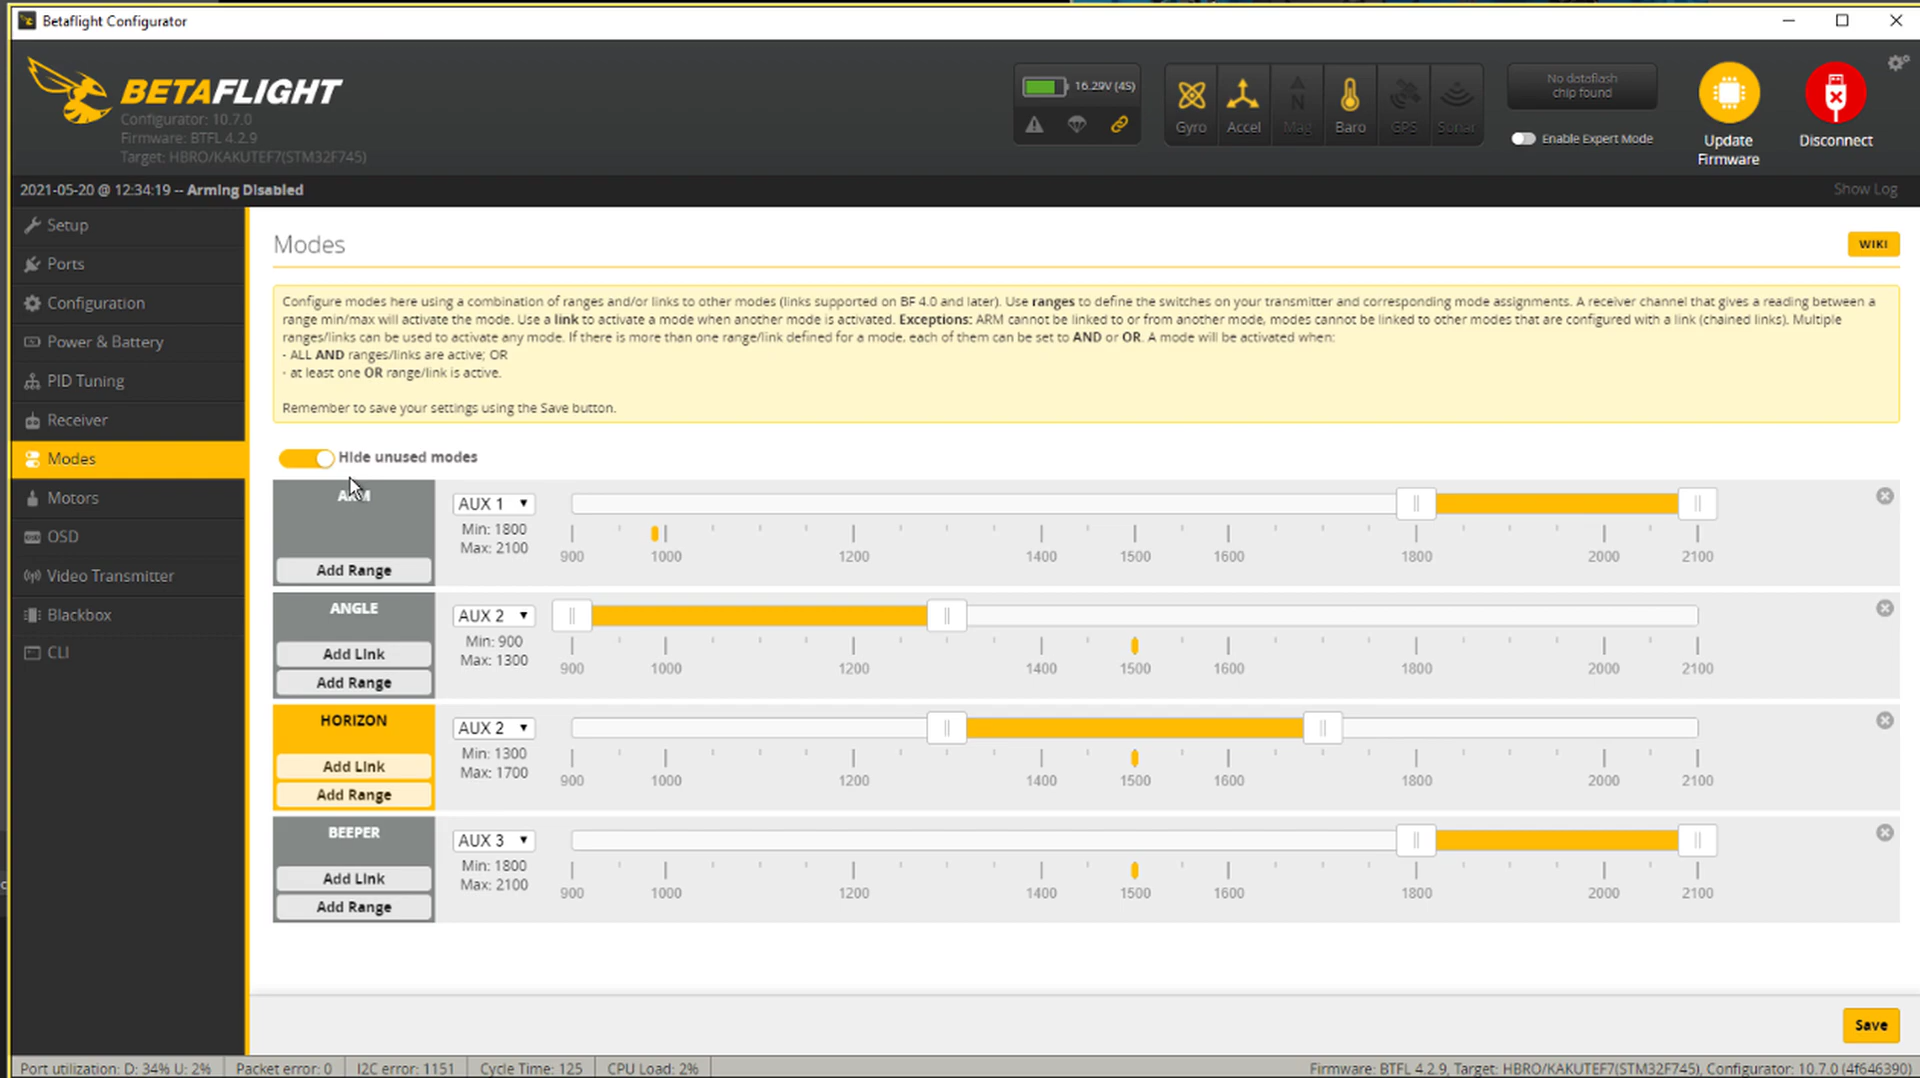 Betaflight Configurator
BETAFLIGHT
Configurator: 10.7.0
Firmware: BTFL 4.2.9
Target: HBRO/KAKUTEF7(STM32F745)
16.29V (4S)
Gyro Accel Mag Baro GPS Sonar
No dataflash
chip found
Enable Expert Mode
Update
Firmware
Disconnect
2021-05-20 @ 12:34:19 -- Arming Disabled
Show Log
Setup
Ports
Configuration
Power & Battery
PID Tuning
Receiver
Modes
Motors
OSD
Video Transmitter
Blackbox
CLI
Modes
WIKI
Configure modes here using a combination of ranges and/or links to other modes (links supported on BF 4.0 and later). Use ranges to define the switches on your transmitter and corresponding mode assignments. A receiver channel that gives a reading between a
range min/max will activate the mode. Use a link to activate a mode when another mode is activated. Exceptions: ARM cannot be linked to or from another mode, modes cannot be linked to other modes that are configured with a link (chained links). Multiple
ranges/links can be used to activate any mode. If there is more than one range/link defined for a mode, each of them can be set to AND or OR. A mode will be activated when:
- ALL AND ranges/links are active; OR
- at least one OR range/link is active.
Remember to save your settings using the Save button.
Hide unused modes
ARM
Add Range
AUX 1
Min: 1800
Max: 2100
900 1000 1200 1400 1500 1600 1800 2000 2100
ANGLE
Add Link
Add Range
AUX 2
Min: 900
Max: 1300
900 1000 1200 1400 1500 1600 1800 2000 2100
HORIZON
Add Link
Add Range
AUX 2
Min: 1300
Max: 1700
900 1000 1200 1400 1500 1600 1800 2000 2100
BEEPER
Add Link
Add Range
AUX 3
Min: 1800
Max: 2100
900 1000 1200 1400 1500 1600 1800 2000 2100
Save
Port utilization: D: 34% U: 2% Packet error: 0 I2C error: 1151 Cycle Time: 125 CPU Load: 2% Firmware: BTFL 4.2.9, Target: HBRO/KAKUTEF7(STM32F745), Configurator: 10.7.0 (4f646390)